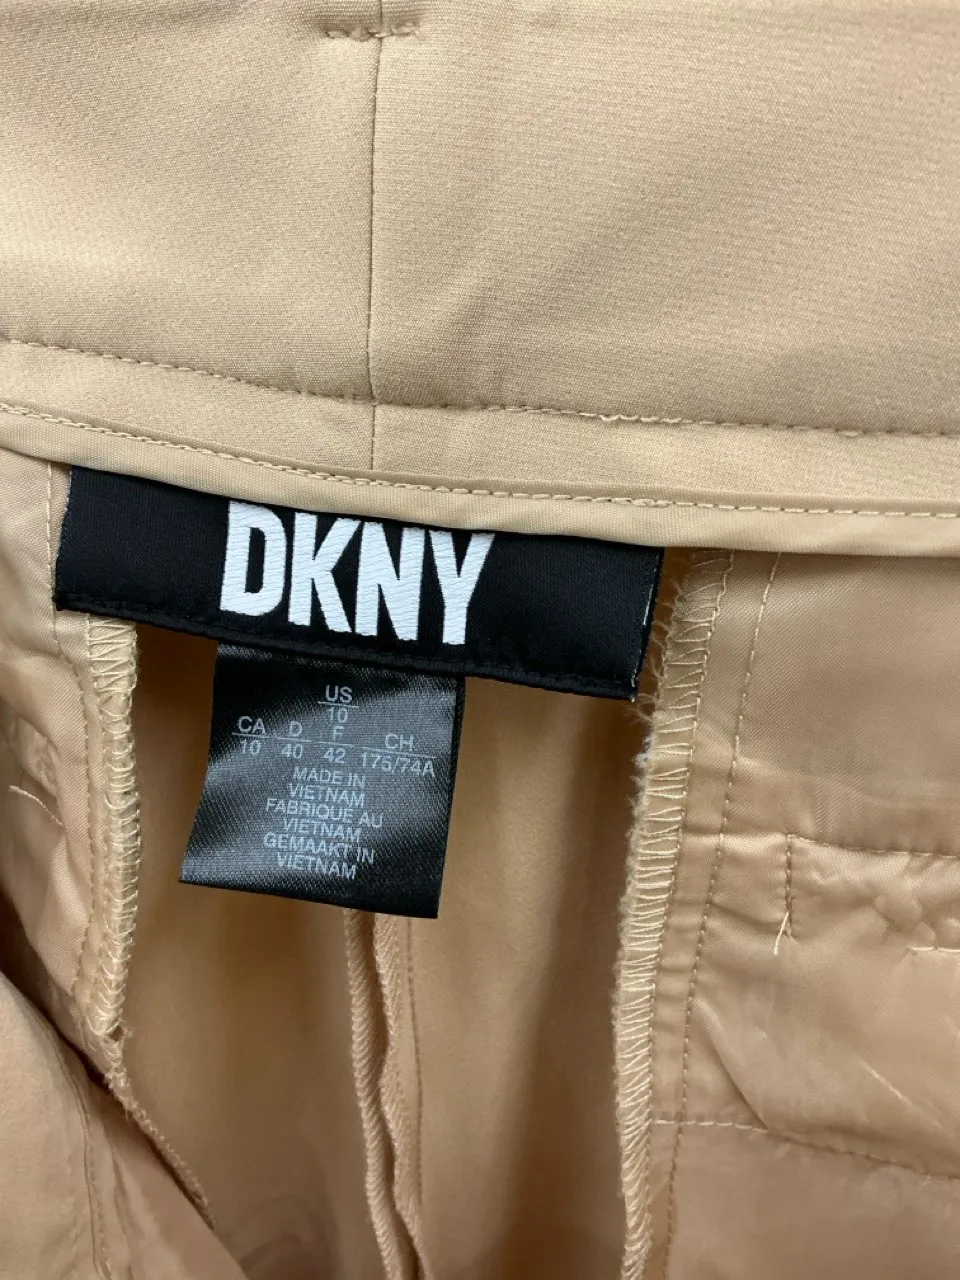 DKNY
US
10
CA D F CH
10 40 42 175/74A
MADE IN
VIETNAM
FABRIQUE AU
VIETNAM
GEMAAKT IN
VIETNAM